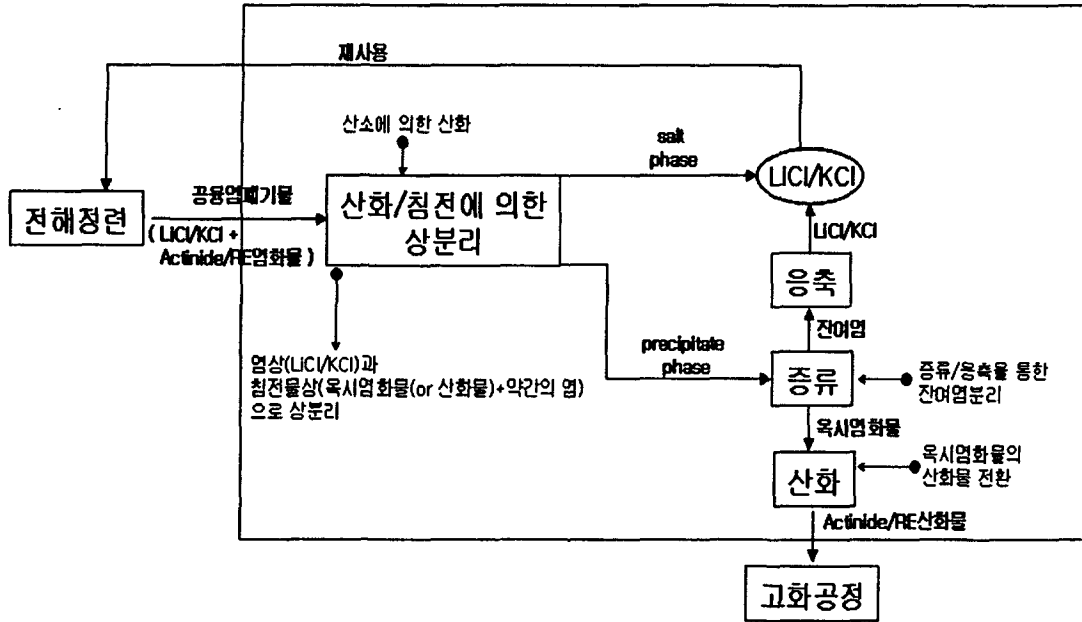 재사용
산소에 의한 산화
salt
phase
LiCl/KCl
전해정련
공융염폐기물
( LiCl/KCl +
Actinide/RE염화물 )
산화/침전에 의한
상분리
LiCl/KCl
응축
잔여염
염상(LiCl/KCl)과
침전물상(옥시염화물(or 산화물)+약간의 염)
으로 상분리
precipitate
phase
증류
증류/응축을 통한
잔여염분리
옥시염화물
산화
옥시염화물의
산화물 전환
Actinide/RE산화물
고화공정